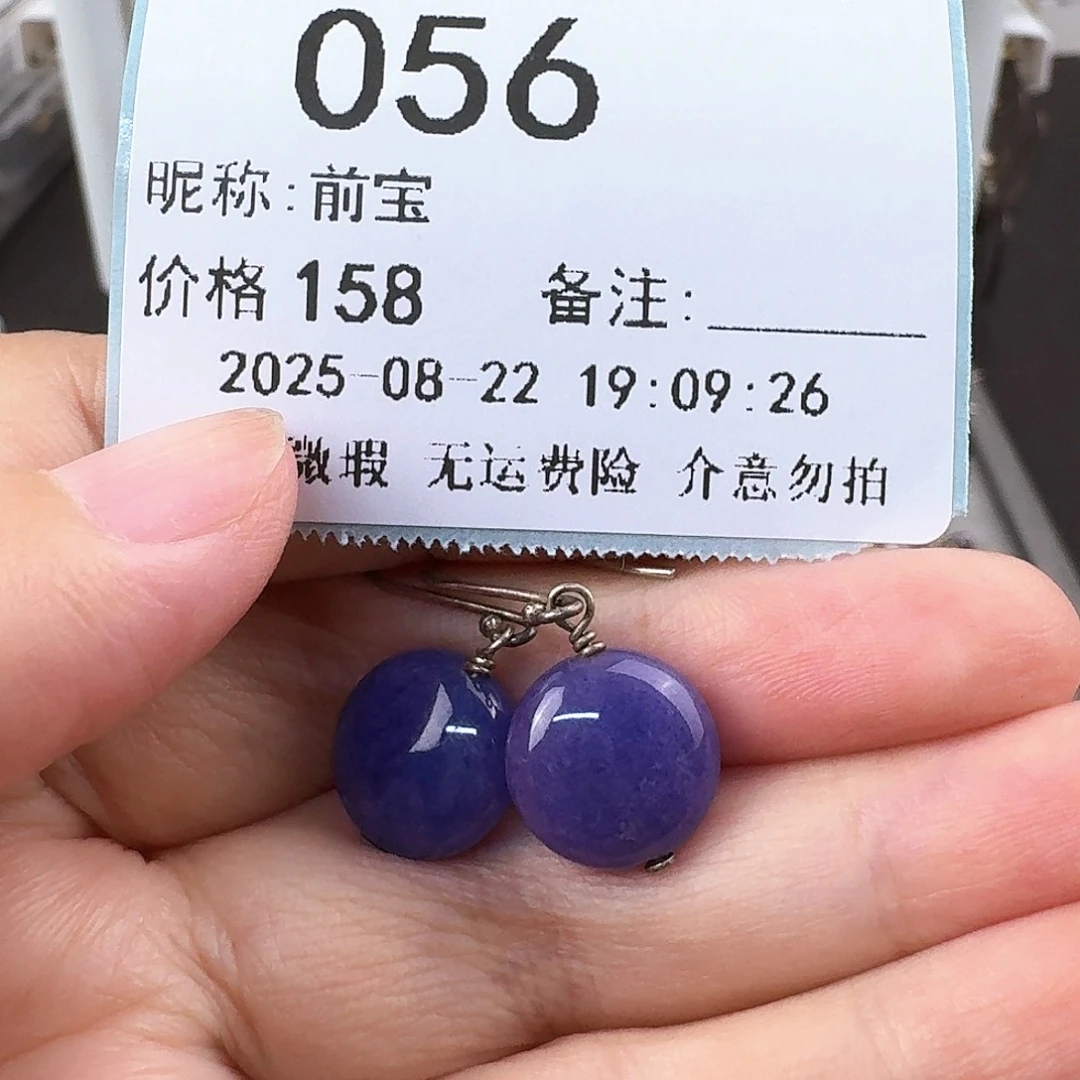 056
昵称:前宝
价格 158 备注:________
2025-08-22 19:09:26
微瑕 无运费险 介意勿拍